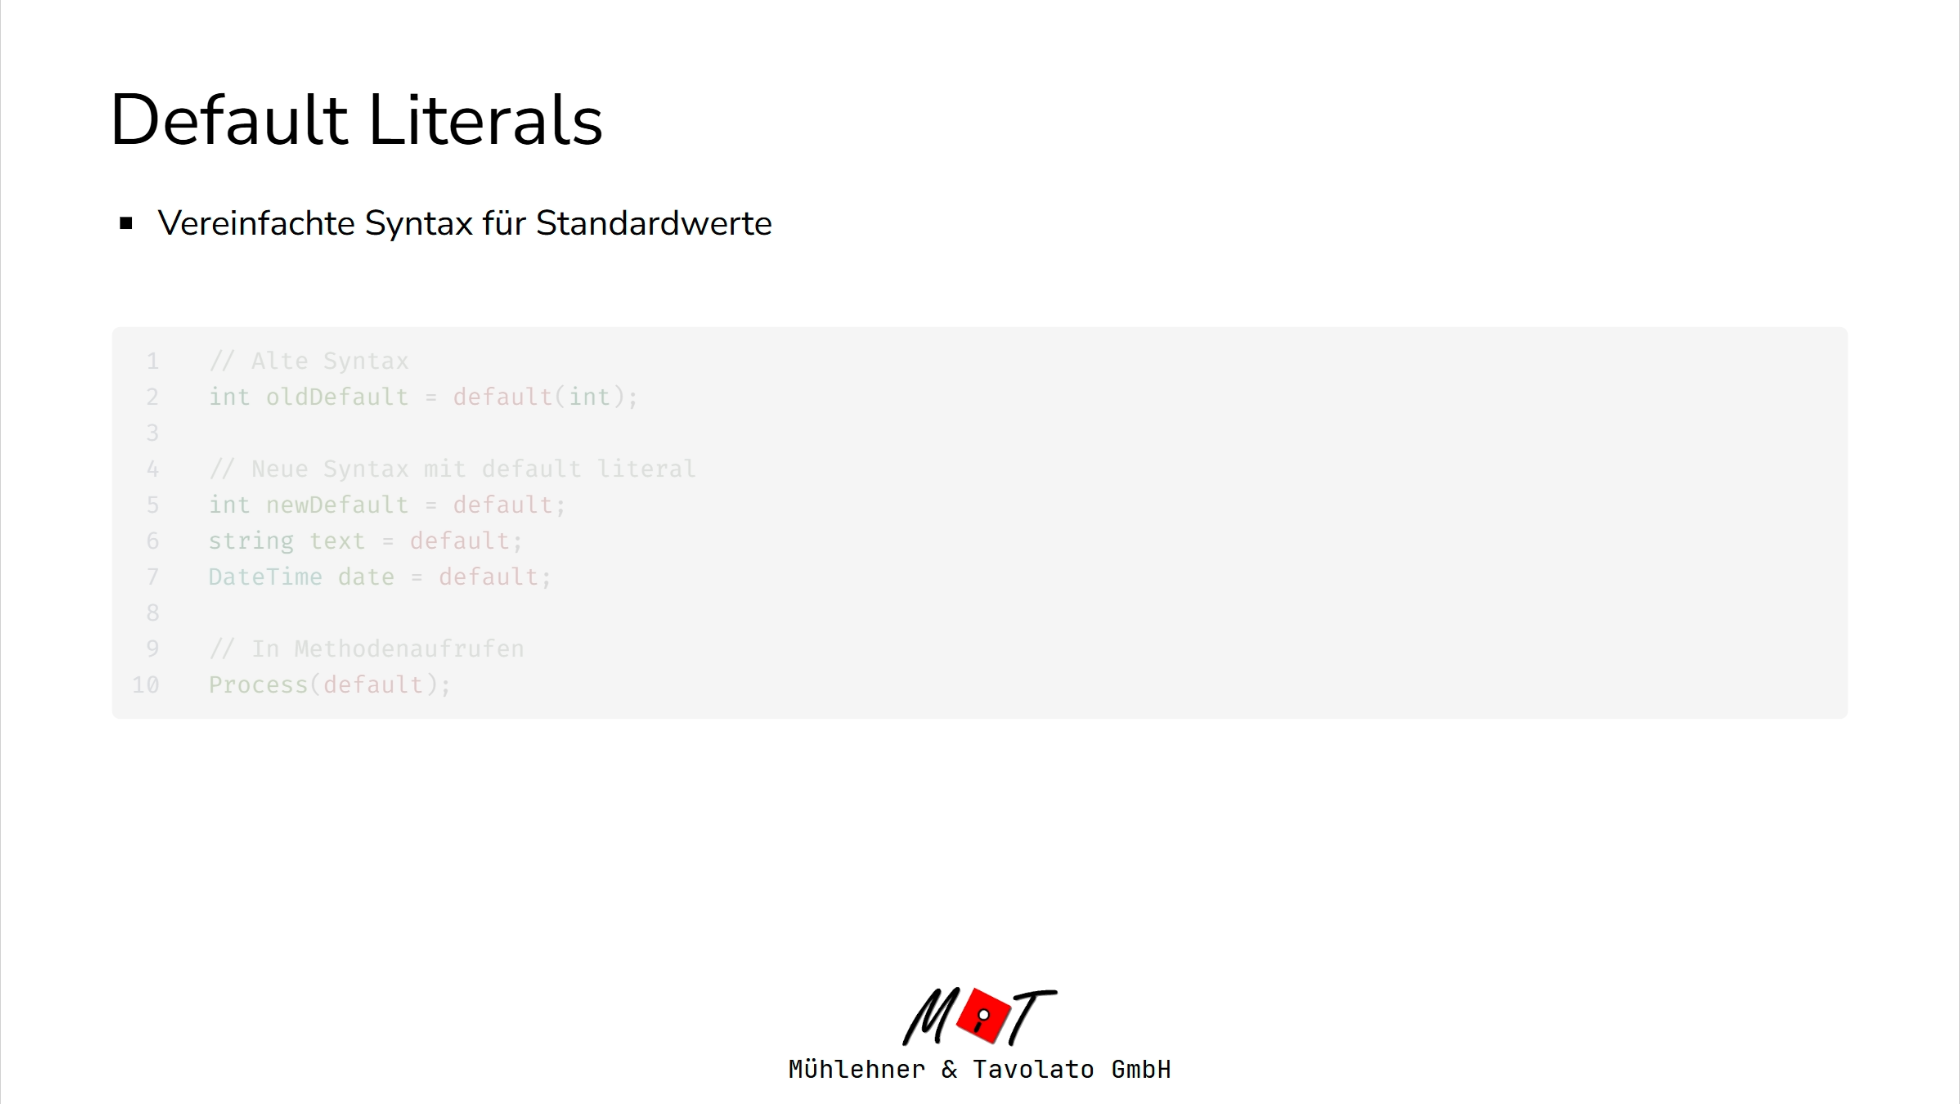 Default Literals
▪ Vereinfachte Syntax für Standardwerte
1 // Alte Syntax
2 int oldDefault = default(int);
3
4 // Neue Syntax mit default literal
5 int newDefault = default;
6 string text = default;
7 DateTime date = default;
8
9 // In Methodenaufrufen
10 Process(default);
M T
Mühlehner & Tavolato GmbH